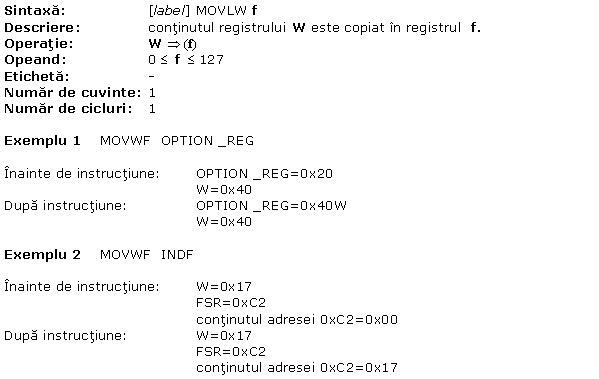 Sintaxă: [label] MOVLW f
Descriere: conţinutul registrului W este copiat în registrul f.
Operaţie: W ⇒ (f)
Opeand: 0 ≤ f ≤ 127
Etichetă: -
Număr de cuvinte: 1
Număr de cicluri: 1
Exemplu 1 MOVWF OPTION _REG
Înainte de instrucţiune: OPTION _REG=0x20
W=0x40
După instrucţiune: OPTION _REG=0x40W
W=0x40
Exemplu 2 MOVWF INDF
Înainte de instrucţiune: W=0x17
FSR=0xC2
conţinutul adresei 0xC2=0x00
După instrucţiune: W=0x17
FSR=0xC2
conţinutul adresei 0xC2=0x17